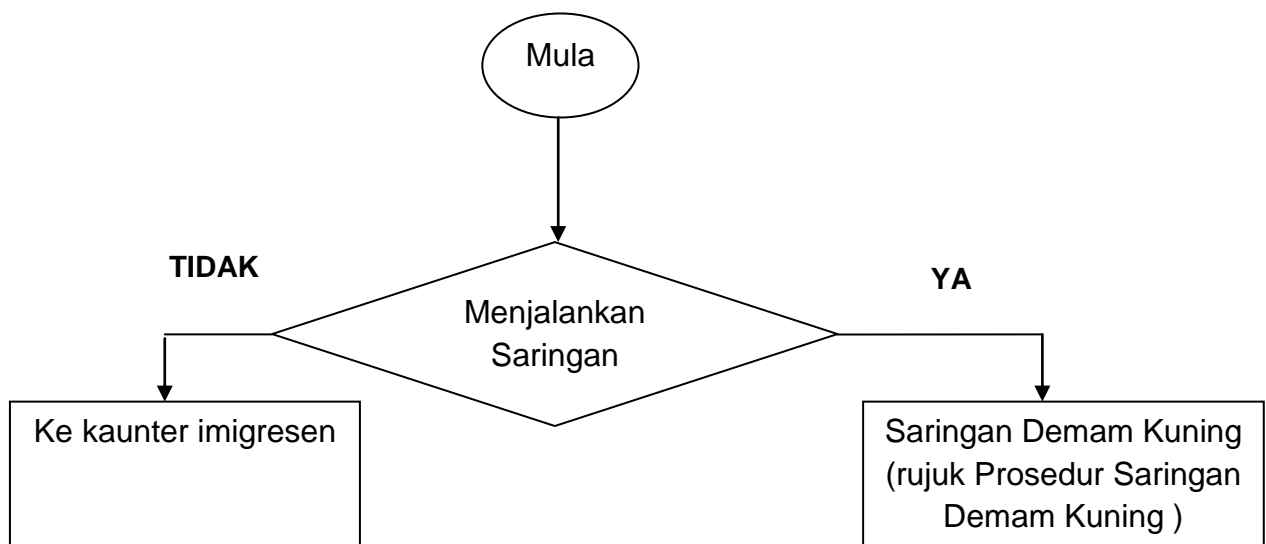 Mula
TIDAK
YA
Menjalankan
Saringan
Ke kaunter imigresen
Saringan Demam Kuning
(rujuk Prosedur Saringan
Demam Kuning )